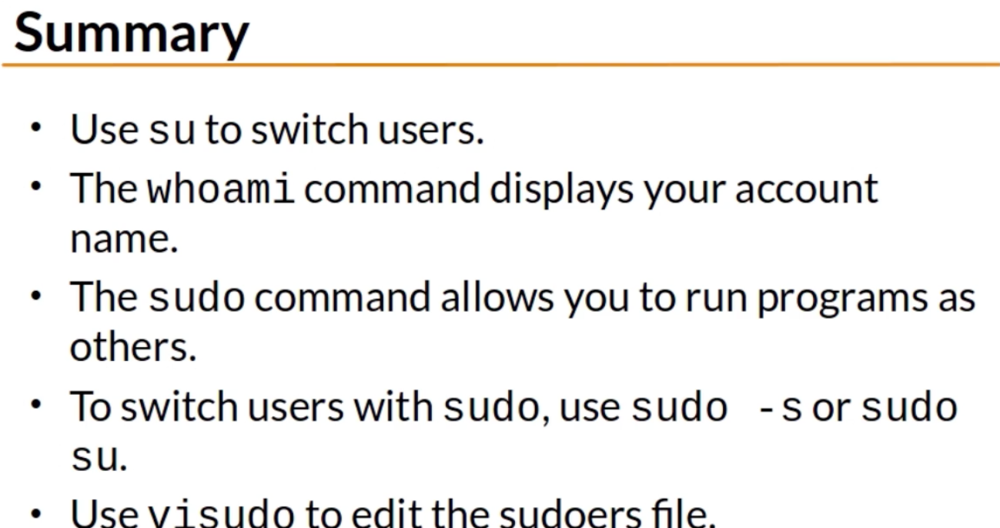 Summary
• Use su to switch users.
• The whoami command displays your account
name.
• The sudo command allows you to run programs as
others.
• To switch users with sudo, use sudo -s or sudo
su.
• Use visudo to edit the sudoers file.